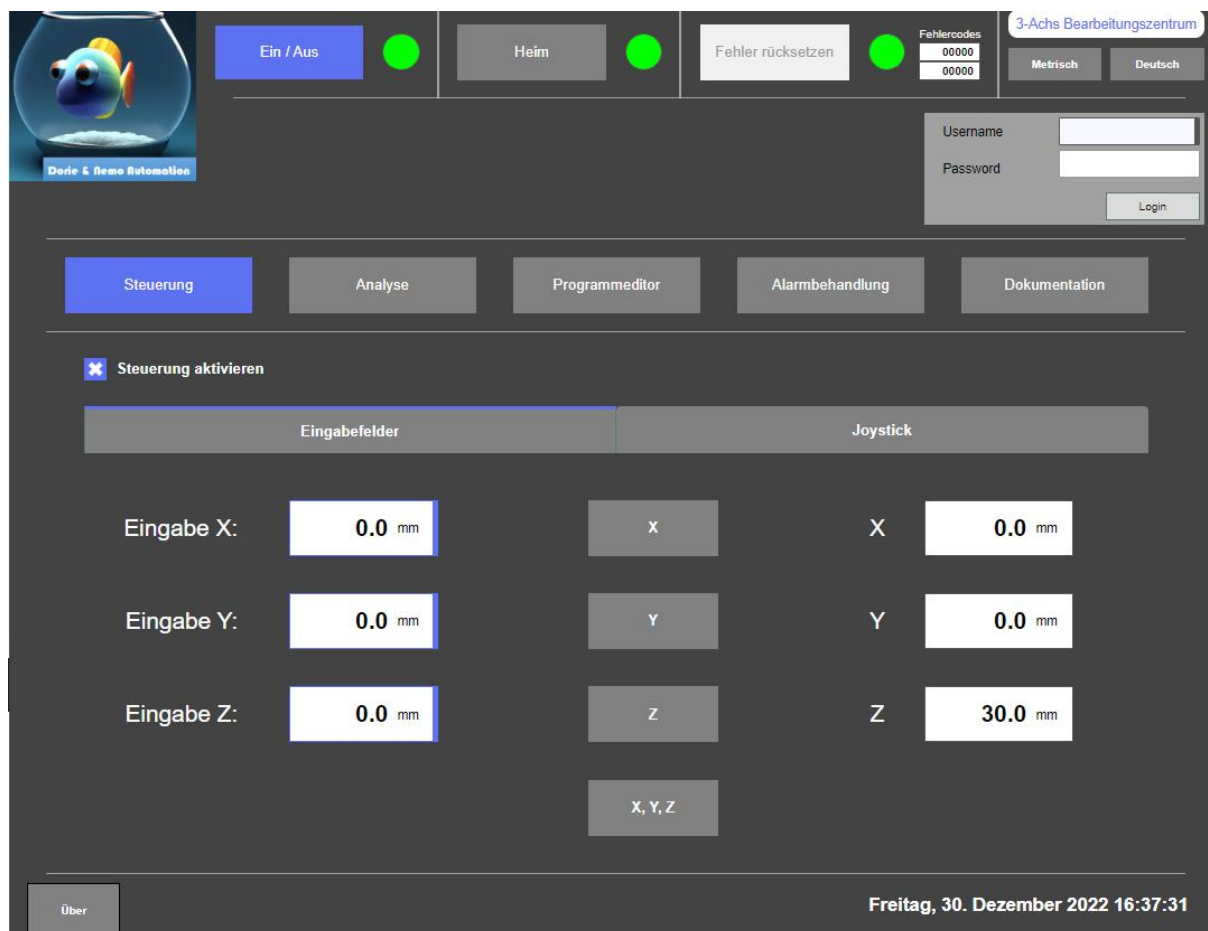 Dorie & Nemo Automation
Ein / Aus
Heim
Fehler rücksetzen
Fehlercodes
00000
00000
3-Achs Bearbeitungszentrum
Metrisch
Deutsch
Username
Password
Login
Steuerung
Analyse
Programmeditor
Alarmbehandlung
Dokumentation
Steuerung aktivieren
Eingabefelder
Joystick
Eingabe X:
0.0 mm
X
X
0.0 mm
Eingabe Y:
0.0 mm
Y
Y
0.0 mm
Eingabe Z:
0.0 mm
Z
Z
30.0 mm
X, Y, Z
Über
Freitag, 30. Dezember 2022 16:37:31